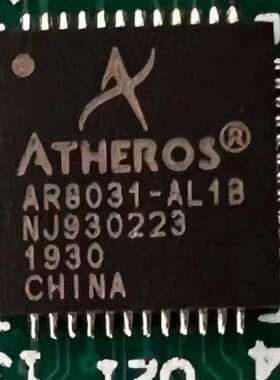 ATHEROS®
AR8031-AL1B
NJ930223
1930
CHINA